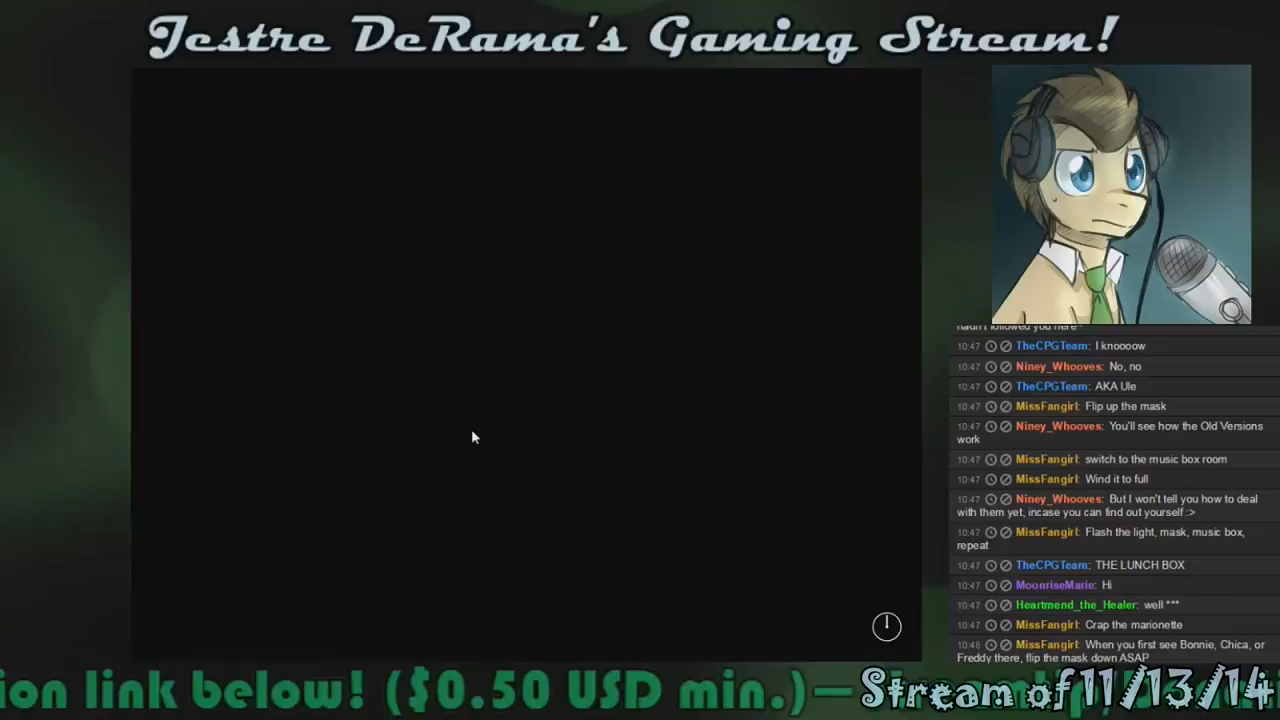 Jestre DeRama's Gaming Stream!
hadn't followed you here*
10:47 TheCPGTeam: I knoooow
10:47 Niney_Whooves: No, no
10:47 TheCPGTeam: AKA Ule
10:47 MissFangirl: Flip up the mask
10:47 Niney_Whooves: You'll see how the Old Versions
work
10:47 MissFangirl: switch to the music box room
10:47 MissFangirl: Wind it to full
10:47 Niney_Whooves: But I won't tell you how to deal
with them yet, incase you can find out yourself :>
10:47 MissFangirl: Flash the light, mask, music box,
repeat
10:47 TheCPGTeam: THE LUNCH BOX
10:47 MoonriseMarie: Hi
10:47 Heartmend_the_Healer: well ***
10:47 MissFangirl: Crap the marionette
10:48 MissFangirl: When you first see Bonnie, Chica, or
Freddy there, flip the mask down ASAP
ion link below! ($0.50 USD min.)—
Stream of 11/13/14